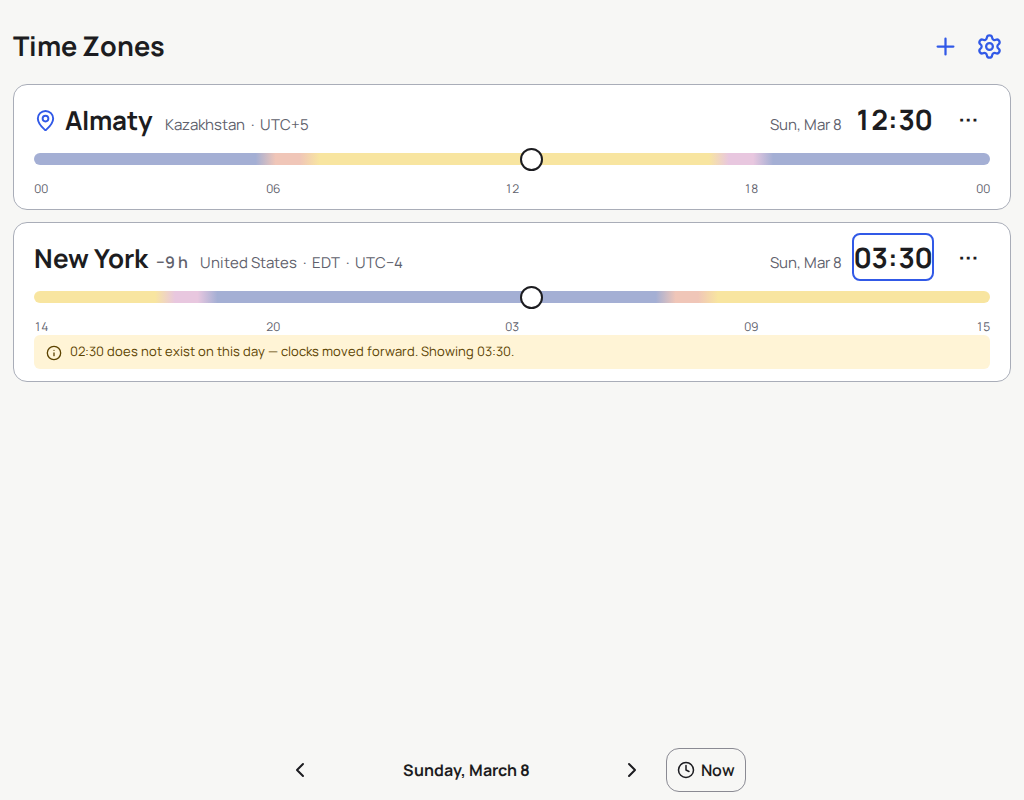 Time Zones
Almaty Kazakhstan · UTC+5 Sun, Mar 8 12:30 ···
00 06 12 18 00
New York −9 h United States · EDT · UTC−4 Sun, Mar 8 03:30 ···
14 20 03 09 15
02:30 does not exist on this day — clocks moved forward. Showing 03:30.
Sunday, March 8 Now